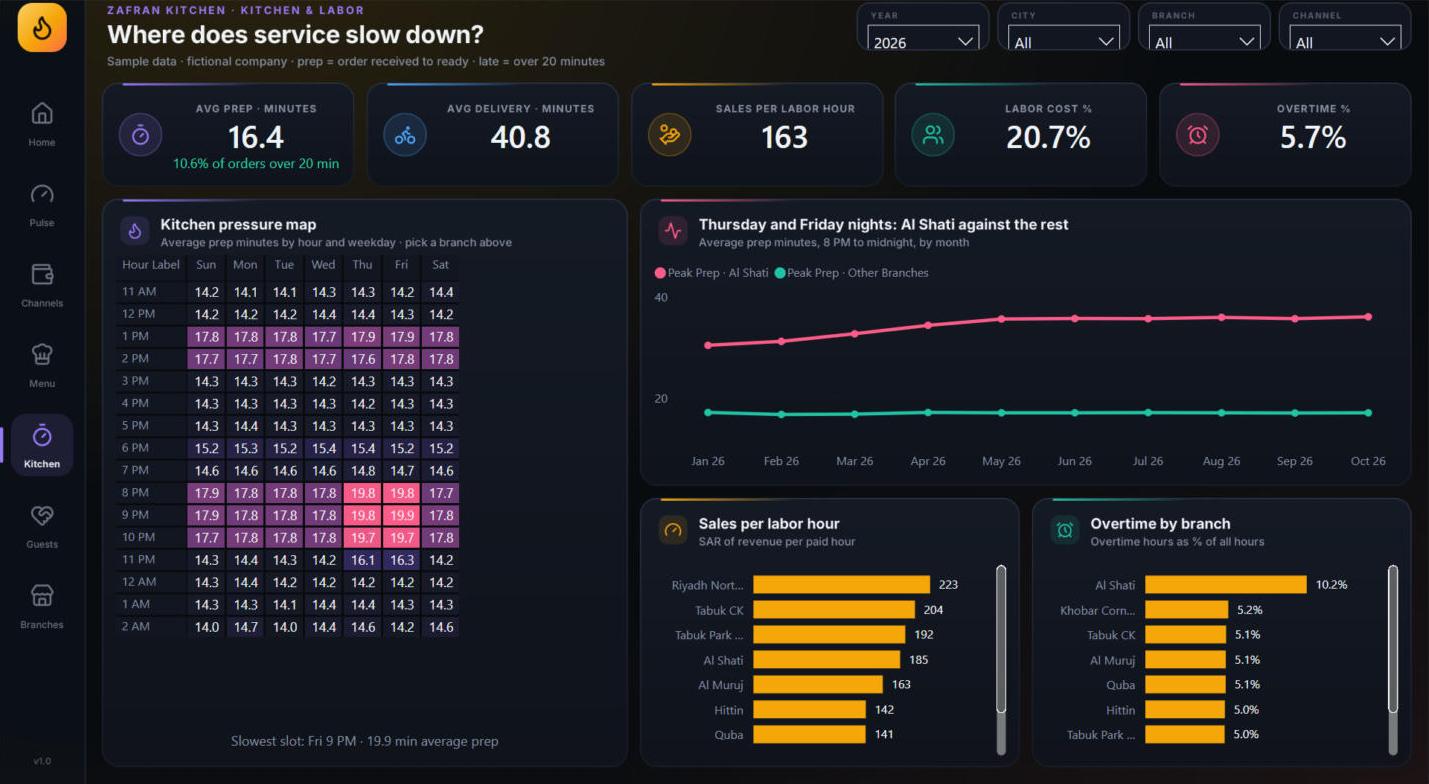 ZAFRAN KITCHEN · KITCHEN & LABOR
Where does service slow down?
Sample data · fictional company · prep = order received to ready · late = over 20 minutes
YEAR
2026
CITY
All
BRANCH
All
CHANNEL
All
Home
Pulse
Channels
Menu
Kitchen
Guests
Branches
v1.0
AVG PREP · MINUTES
16.4
10.6% of orders over 20 min
AVG DELIVERY · MINUTES
40.8
SALES PER LABOR HOUR
163
LABOR COST %
20.7%
OVERTIME %
5.7%
Kitchen pressure map
Average prep minutes by hour and weekday · pick a branch above
Hour Label Sun Mon Tue Wed Thu Fri Sat
11 AM 14.2 14.1 14.1 14.3 14.3 14.2 14.4
12 PM 14.2 14.2 14.2 14.4 14.4 14.3 14.2
1 PM 17.8 17.8 17.8 17.7 17.9 17.9 17.8
2 PM 17.7 17.7 17.8 17.7 17.6 17.8 17.8
3 PM 14.3 14.3 14.3 14.2 14.3 14.3 14.3
4 PM 14.3 14.3 14.3 14.3 14.2 14.3 14.3
5 PM 14.3 14.4 14.3 14.3 14.3 14.3 14.3
6 PM 15.2 15.3 15.2 15.4 15.4 15.2 15.2
7 PM 14.6 14.6 14.6 14.6 14.8 14.7 14.6
8 PM 17.9 17.8 17.8 17.8 19.8 19.8 17.7
9 PM 17.9 17.8 17.8 17.8 19.8 19.9 17.8
10 PM 17.7 17.8 17.8 17.8 19.7 19.7 17.8
11 PM 14.3 14.4 14.3 14.2 16.1 16.3 14.2
12 AM 14.3 14.4 14.2 14.2 14.2 14.2 14.2
1 AM 14.3 14.3 14.1 14.4 14.4 14.3 14.3
2 AM 14.0 14.7 14.0 14.4 14.6 14.2 14.6
Slowest slot: Fri 9 PM · 19.9 min average prep
Thursday and Friday nights: Al Shati against the rest
Average prep minutes, 8 PM to midnight, by month
Peak Prep · Al Shati Peak Prep · Other Branches
40
20
Jan 26 Feb 26 Mar 26 Apr 26 May 26 Jun 26 Jul 26 Aug 26 Sep 26 Oct 26
Sales per labor hour
SAR of revenue per paid hour
Riyadh Nort... 223
Tabuk CK 204
Tabuk Park ... 192
Al Shati 185
Al Muruj 163
Hittin 142
Quba 141
Overtime by branch
Overtime hours as % of all hours
Al Shati 10.2%
Khobar Corn... 5.2%
Tabuk CK 5.1%
Al Muruj 5.1%
Quba 5.1%
Hittin 5.0%
Tabuk Park ... 5.0%